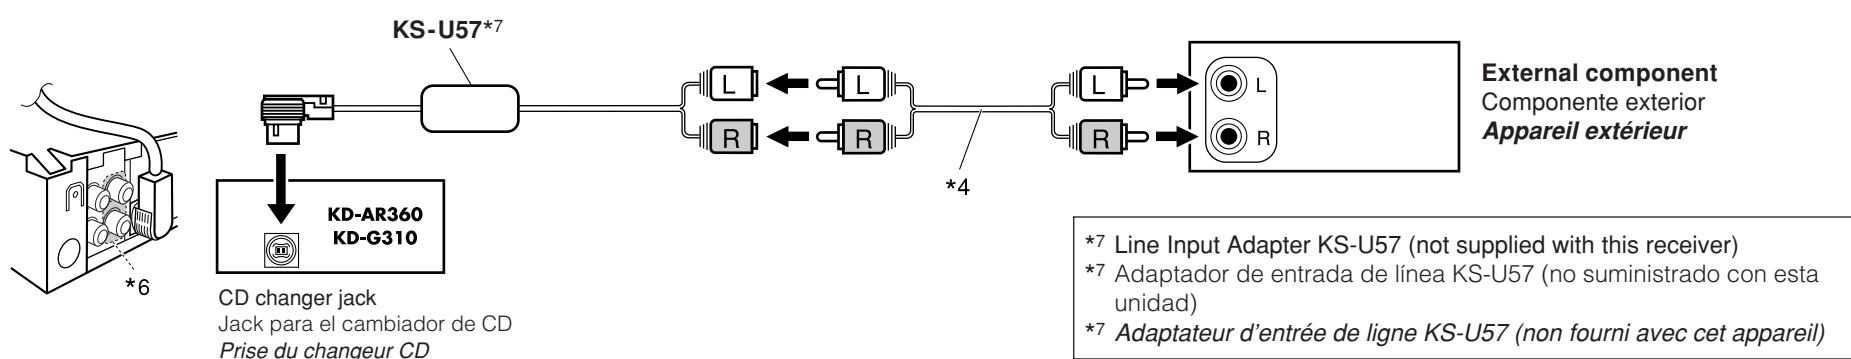 KS-U57*7
L
L
L
L
R
R
R
R
External component
Componente exterior
Appareil extérieur
*4
*6
KD-AR360
KD-G310
CD changer jack
Jack para el cambiador de CD
Prise du changeur CD
*7 Line Input Adapter KS-U57 (not supplied with this receiver)
*7 Adaptador de entrada de línea KS-U57 (no suministrado con esta
unidad)
*7 Adaptateur d'entrée de ligne KS-U57 (non fourni avec cet appareil)